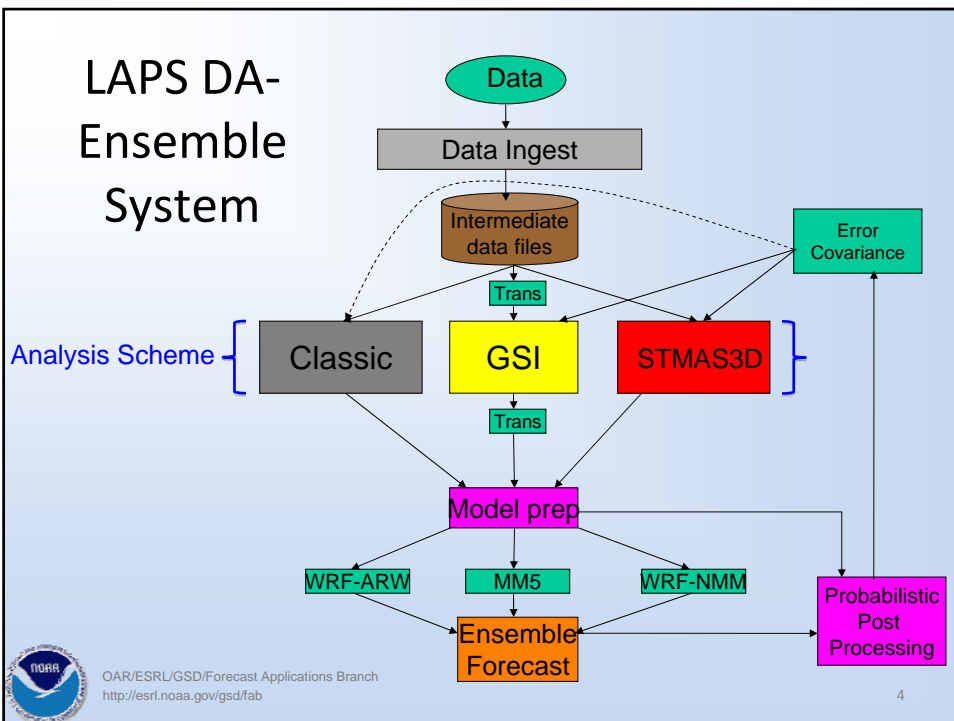 LAPS DA-
Ensemble
System
Data
Data Ingest
Intermediate
data files
Error
Covariance
Trans
Analysis Scheme
Classic
GSI
STMAS3D
Trans
Model prep
WRF-ARW
MM5
WRF-NMM
Probabilistic
Post
Processing
Ensemble
Forecast
NOAA
OAR/ESRL/GSD/Forecast Applications Branch
http://esrl.noaa.gov/gsd/fab
4